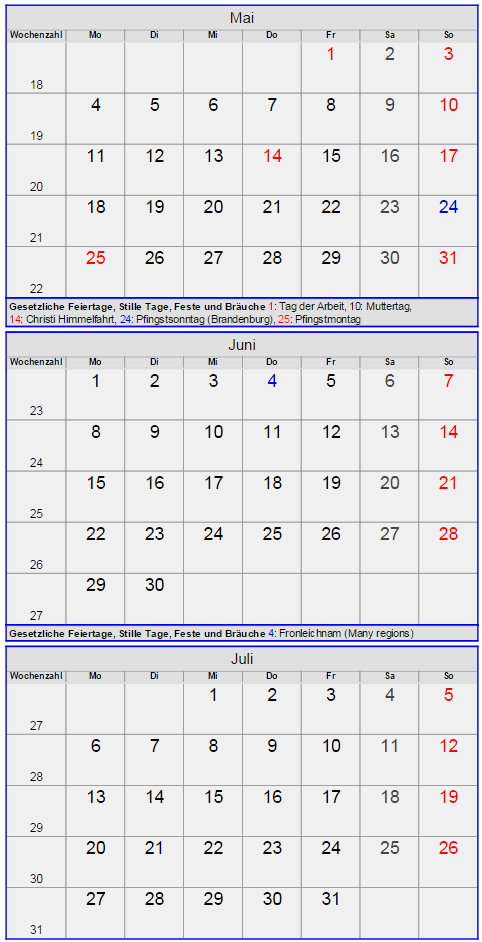 Mai
Wochenzahl Mo Di Mi Do Fr Sa So
1 2 3
18
4 5 6 7 8 9 10
19
11 12 13 14 15 16 17
20
18 19 20 21 22 23 24
21
25 26 27 28 29 30 31
22
Gesetzliche Feiertage, Stille Tage, Feste und Bräuche 1: Tag der Arbeit, 10: Muttertag,
14: Christi Himmelfahrt, 24: Pfingstsonntag (Brandenburg), 25: Pfingstmontag
Juni
Wochenzahl Mo Di Mi Do Fr Sa So
1 2 3 4 5 6 7
23
8 9 10 11 12 13 14
24
15 16 17 18 19 20 21
25
22 23 24 25 26 27 28
26
29 30
27
Gesetzliche Feiertage, Stille Tage, Feste und Bräuche 4: Fronleichnam (Many regions)
Juli
Wochenzahl Mo Di Mi Do Fr Sa So
1 2 3 4 5
27
6 7 8 9 10 11 12
28
13 14 15 16 17 18 19
29
20 21 22 23 24 25 26
30
27 28 29 30 31
31